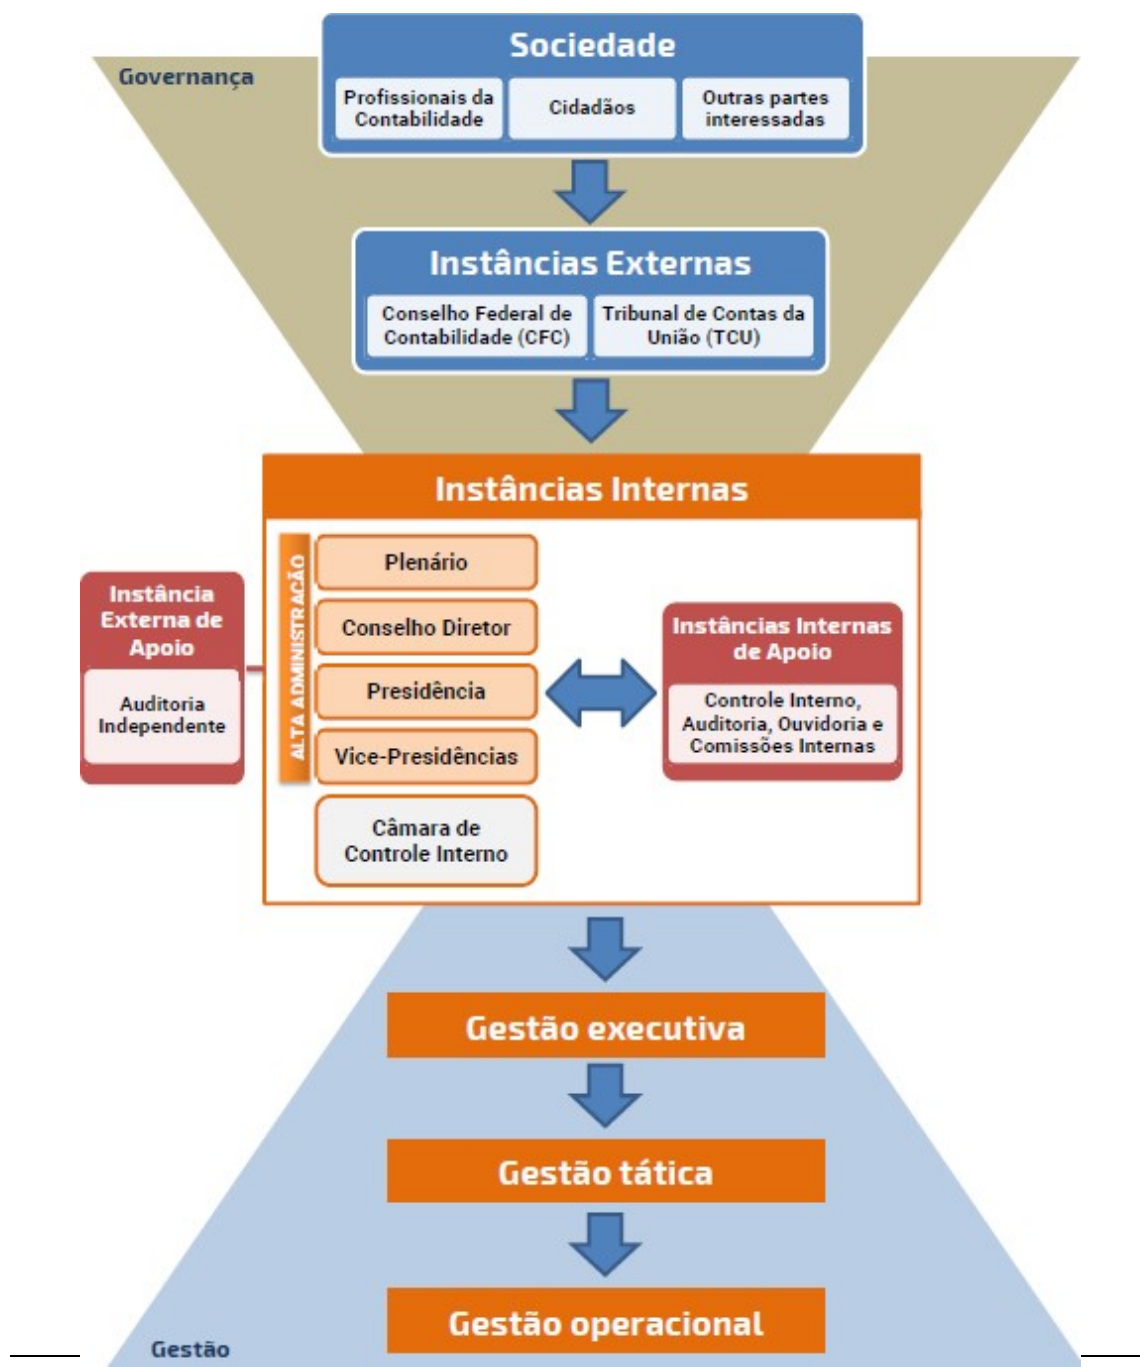 Governança
Sociedade
Profissionais da
Contabilidade
Cidadãos
Outras partes
interessadas
Instâncias Externas
Conselho Federal de
Contabilidade (CFC)
Tribunal de Contas da
União (TCU)
Instâncias Internas
ALTA ADMINISTRAÇÃO
Plenário
Conselho Diretor
Presidência
Vice-Presidências
Câmara de
Controle Interno
Instância
Externa de
Apoio
Auditoria
Independente
Instâncias Internas
de Apoio
Controle Interno,
Auditoria, Ouvidoria e
Comissões Internas
Gestão executiva
Gestão tática
Gestão operacional
Gestão